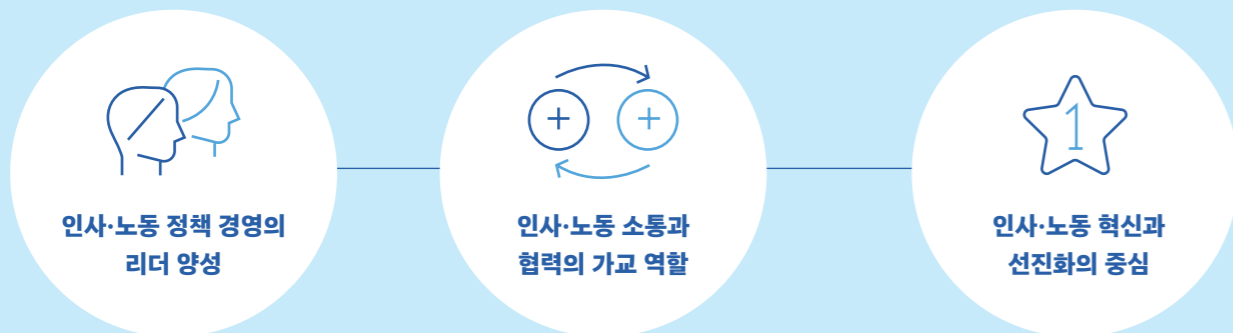 인사·노동 정책 경영의
리더 양성
인사·노동 소통과
협력의 가교 역할
1
인사·노동 혁신과
선진화의 중심